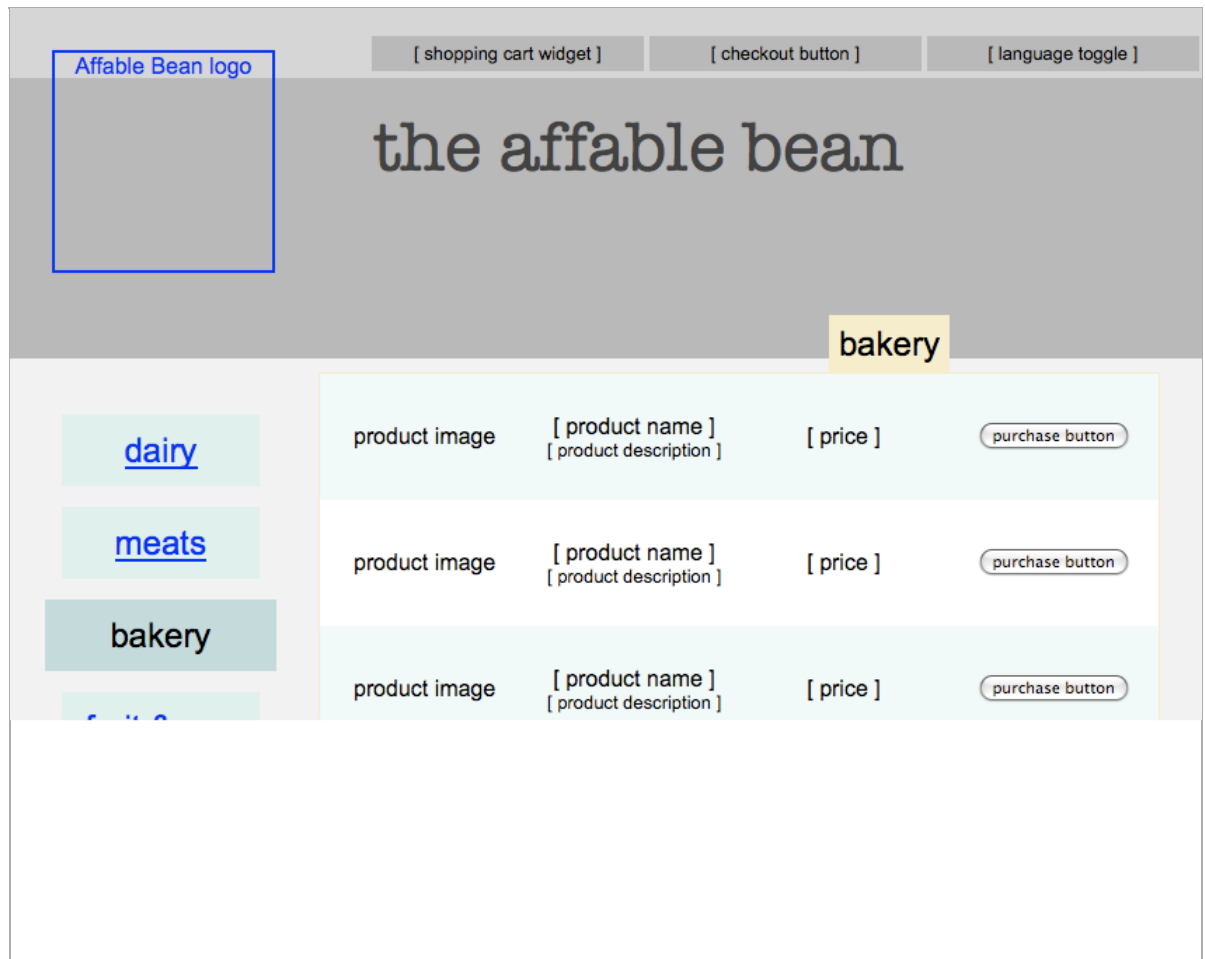 Affable Bean logo
[ shopping cart widget ]
[ checkout button ]
[ language toggle ]
the affable bean
bakery
dairy
meats
bakery
product image
[ product name ]
[ product description ]
[ price ]
purchase button
product image
[ product name ]
[ product description ]
[ price ]
purchase button
product image
[ product name ]
[ product description ]
[ price ]
purchase button